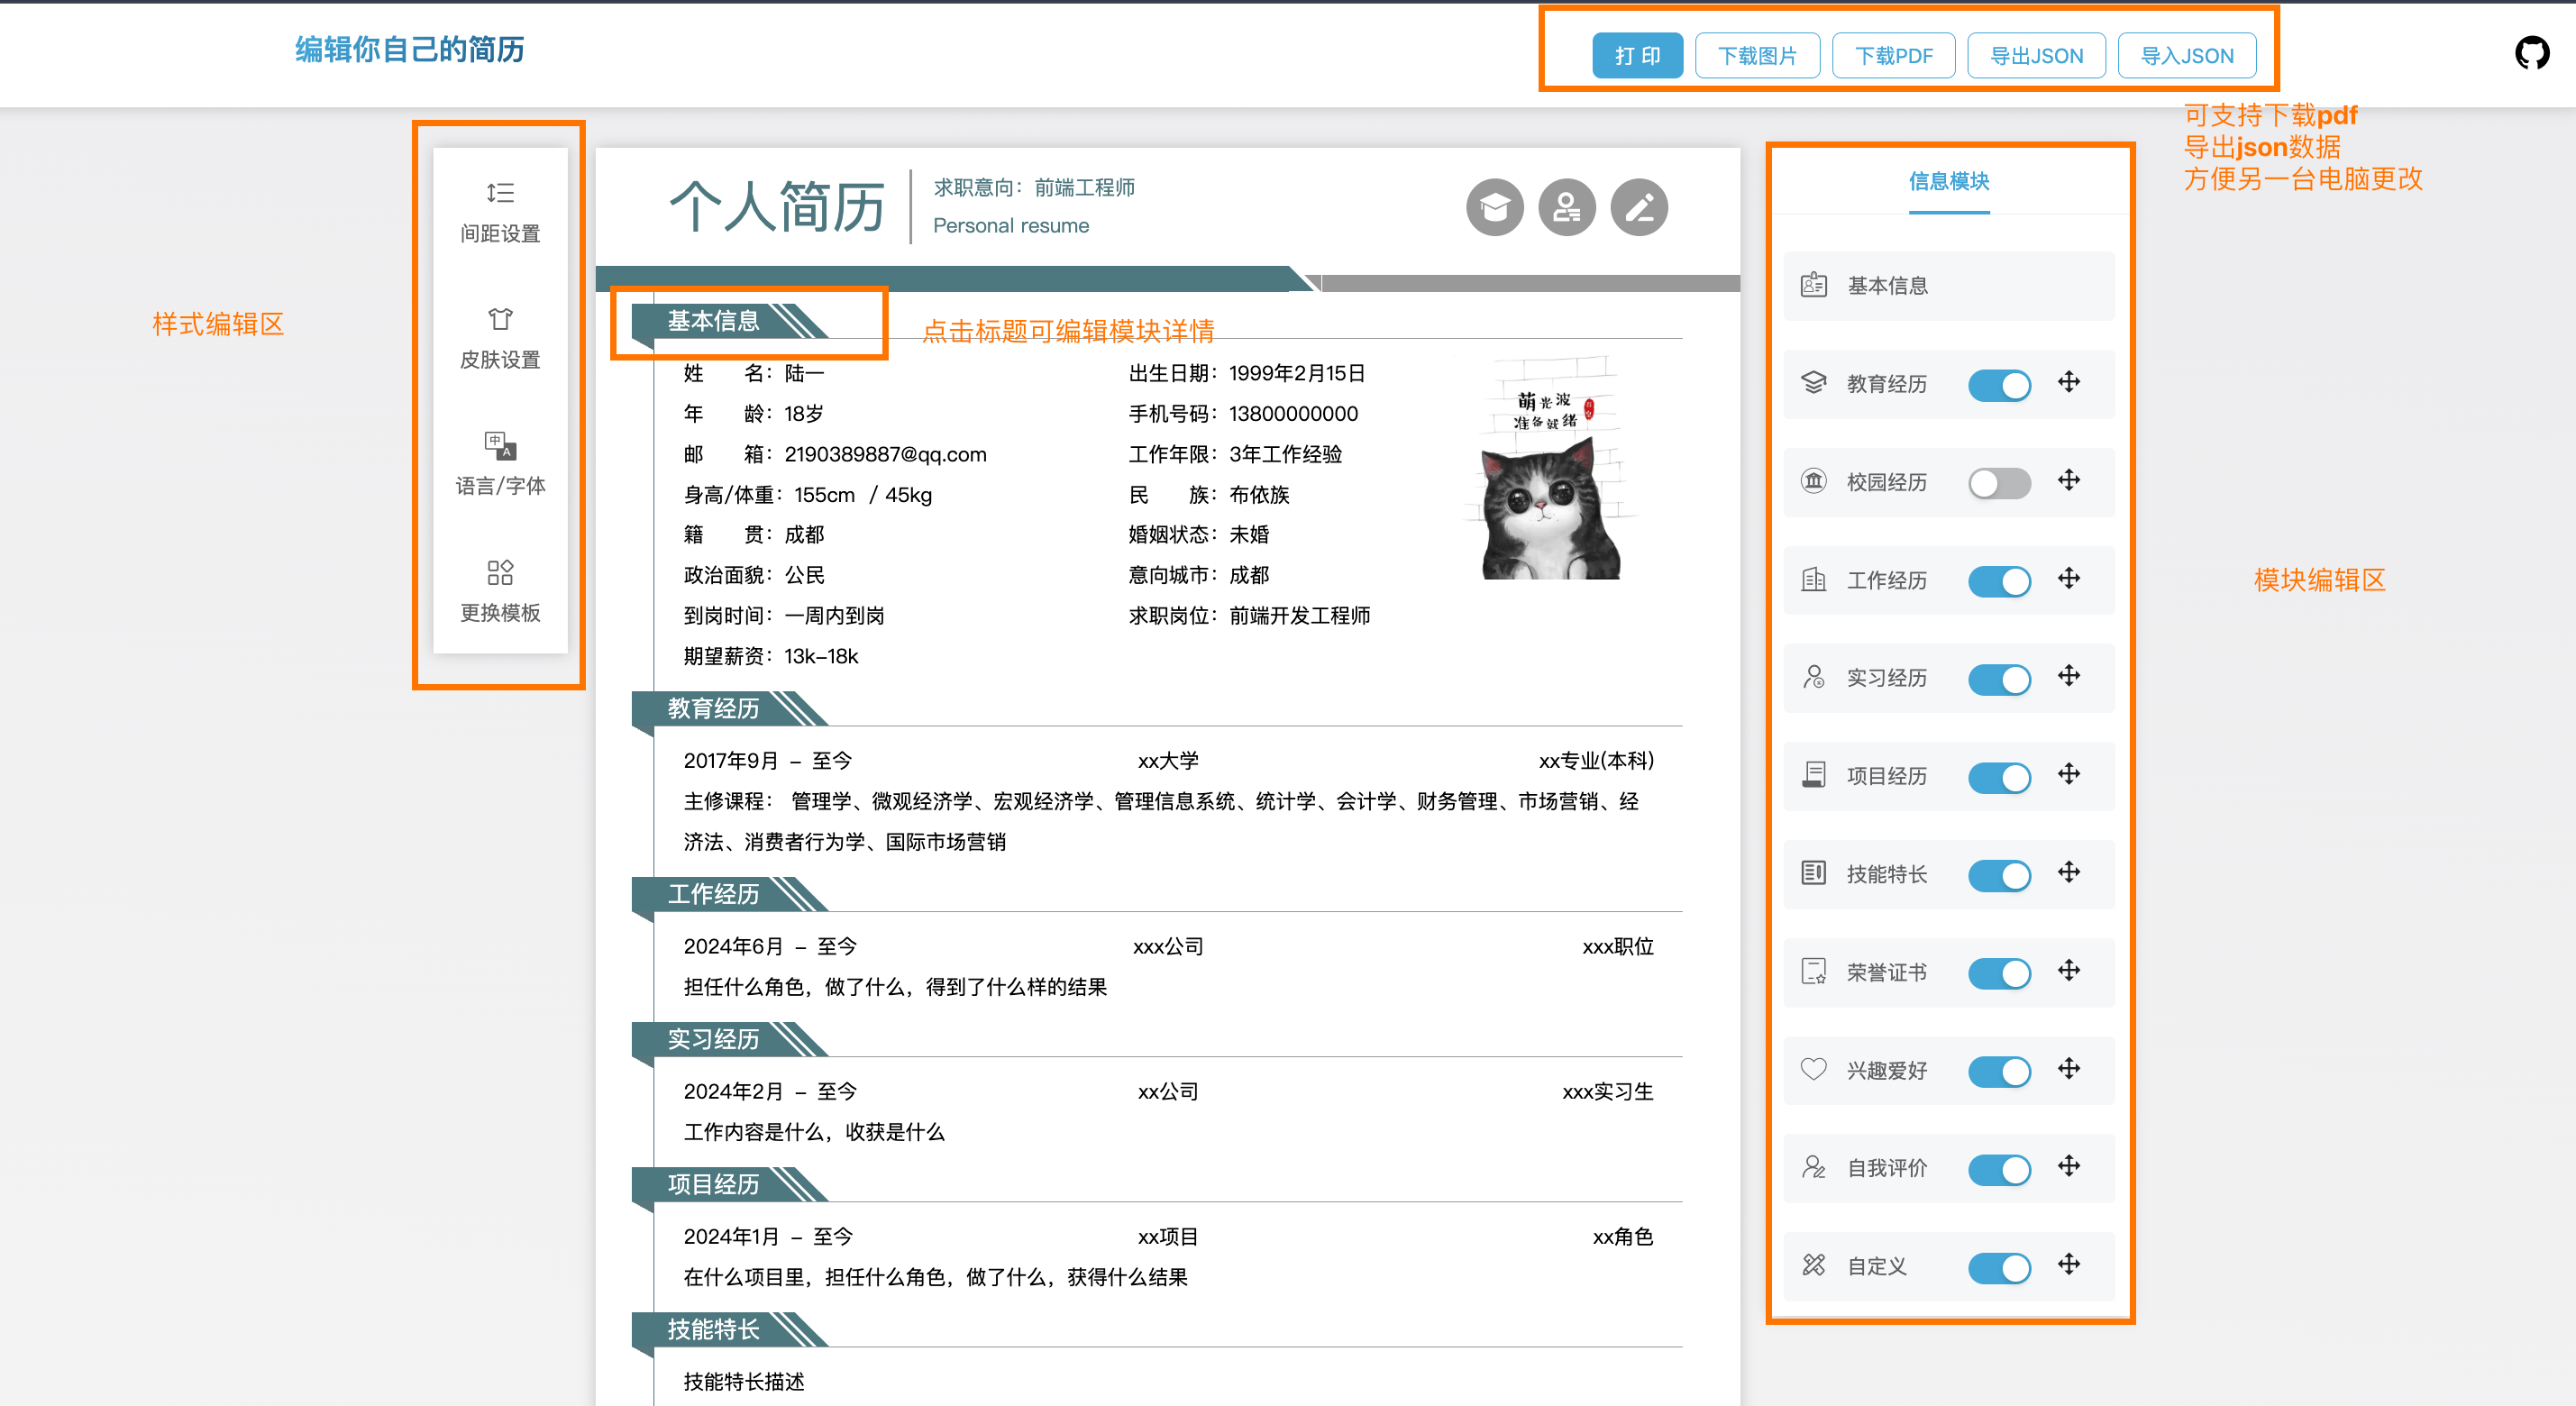 编辑你自己的简历
打 印
下载图片
下载PDF
导出JSON
导入JSON
可支持下载pdf
导出json数据
方便另一台电脑更改
间距设置
皮肤设置
语言/字体
更换模板
样式编辑区
个人简历
求职意向：前端工程师
Personal resume
基本信息
点击标题可编辑模块详情
姓 名：陆一
出生日期：1999年2月15日
年 龄：18岁
手机号码：13800000000
邮 箱：2190389887@qq.com
工作年限：3年工作经验
身高/体重：155cm / 45kg
民 族：布依族
籍 贯：成都
婚姻状态：未婚
政治面貌：公民
意向城市：成都
到岗时间：一周内到岗
求职岗位：前端开发工程师
期望薪资：13k-18k
萌光波
准备就绪
教育经历
2017年9月 – 至今 xx大学 xx专业(本科)
主修课程： 管理学、微观经济学、宏观经济学、管理信息系统、统计学、会计学、财务管理、市场营销、经
济法、消费者行为学、国际市场营销
工作经历
2024年6月 – 至今 xxx公司 xxx职位
担任什么角色，做了什么，得到了什么样的结果
实习经历
2024年2月 – 至今 xx公司 xxx实习生
工作内容是什么，收获是什么
项目经历
2024年1月 – 至今 xx项目 xx角色
在什么项目里，担任什么角色，做了什么，获得什么结果
技能特长
技能特长描述
信息模块
基本信息
教育经历
校园经历
工作经历
实习经历
项目经历
技能特长
荣誉证书
兴趣爱好
自我评价
自定义
模块编辑区